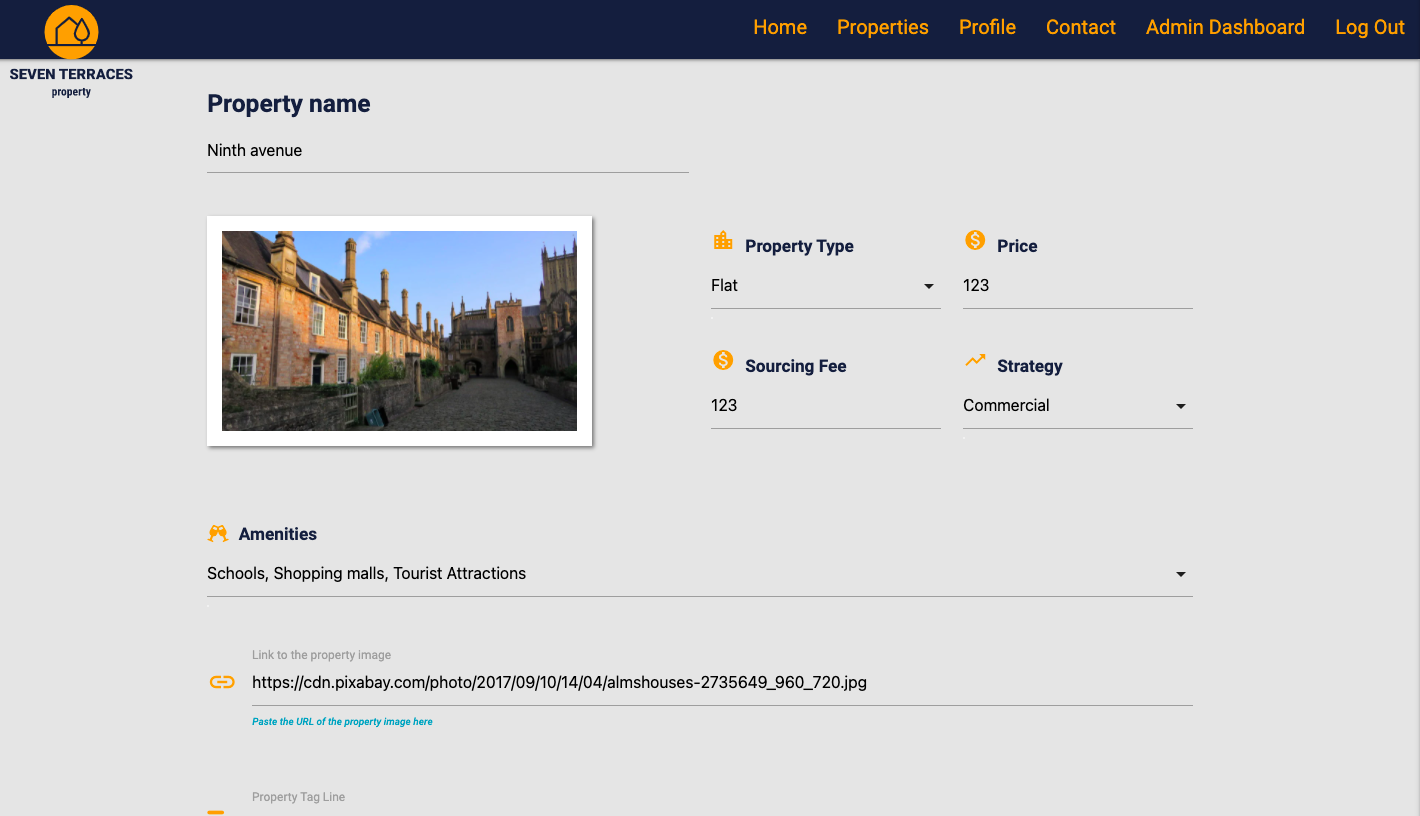 Home Properties Profile Contact Admin Dashboard Log Out
SEVEN TERRACES
property
Property name
Ninth avenue
Property Type
Price
Flat
123
Sourcing Fee
Strategy
123
Commercial
Amenities
Schools, Shopping malls, Tourist Attractions
Link to the property image
https://cdn.pixabay.com/photo/2017/09/10/14/04/almshouses-2735649_960_720.jpg
Paste the URL of the property image here
Property Tag Line